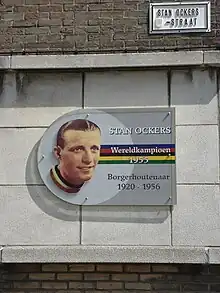 STAN OCKERS
-STRAAT
STAN OCKERS
Wereldkampioen
1955
Borgerhoutenaar
1920 - 1956